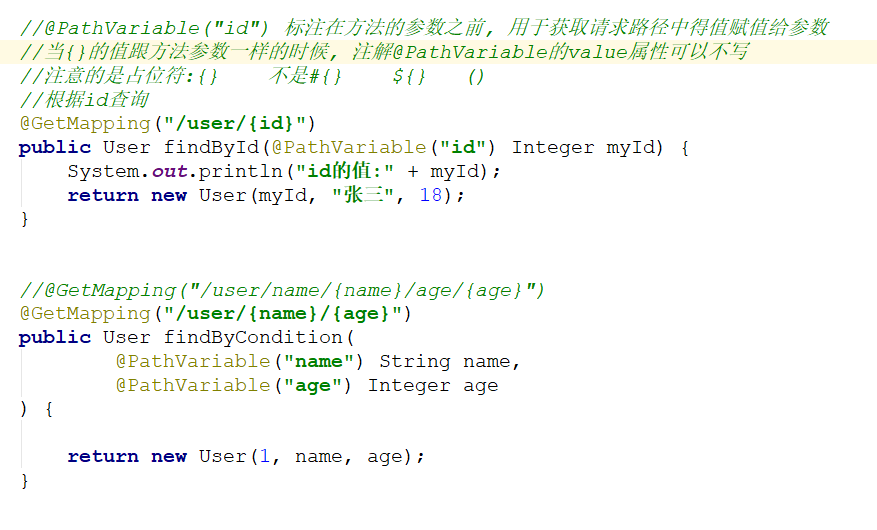 //@PathVariable("id") 标注在方法的参数之前, 用于获取请求路径中得值赋值给参数
//当{}的值跟方法参数一样的时候, 注解@PathVariable的value属性可以不写
//注意的是占位符:{}    不是#{}    ${}   ()
//根据id查询
@GetMapping("/user/{id}")
public User findById(@PathVariable("id") Integer myId) {
    System.out.println("id的值:" + myId);
    return new User(myId, "张三", 18);
}
//@GetMapping("/user/name/{name}/age/{age}")
@GetMapping("/user/{name}/{age}")
public User findByCondition(
        @PathVariable("name") String name,
        @PathVariable("age") Integer age
) {
    return new User(1, name, age);
}